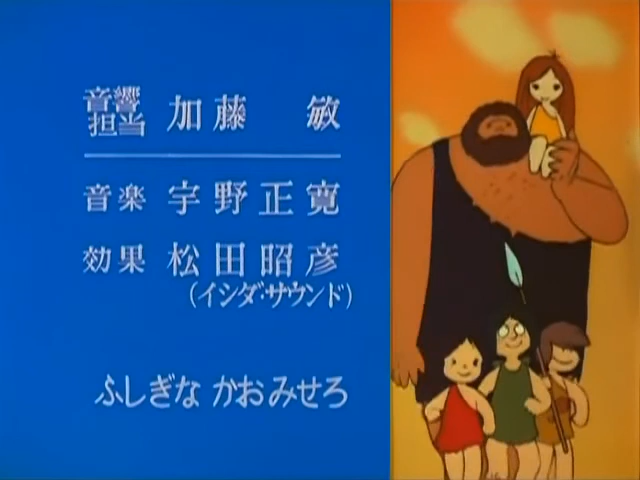 音響担当 加藤 敏
音楽 宇野正寛
効果 松田昭彦
(イシダ・サウンド)
ふしぎな かおみせろ